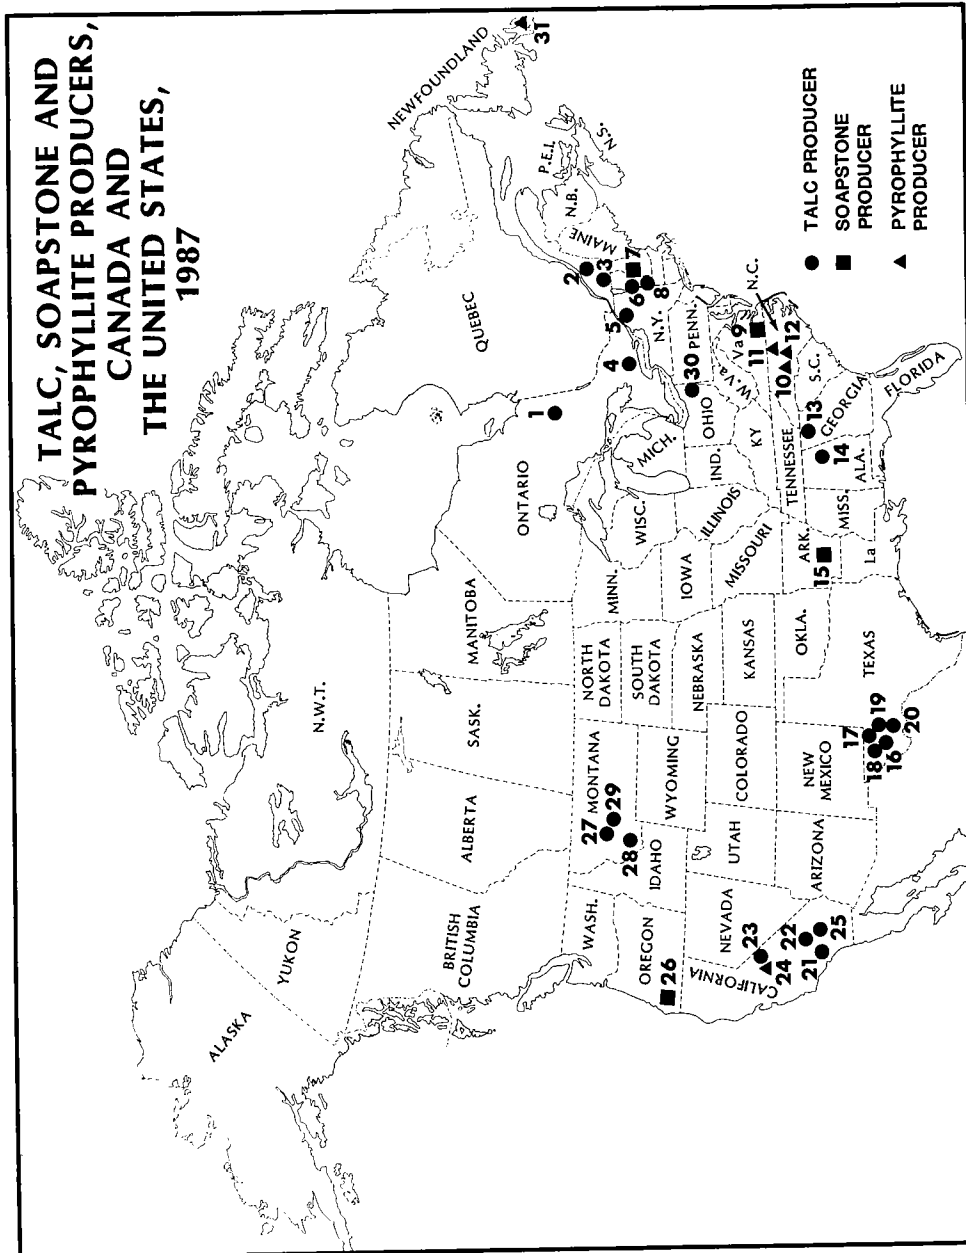 TALC, SOAPSTONE AND
PYROPHYLLITE PRODUCERS,
CANADA AND
THE UNITED STATES,
1987
ALASKA
YUKON
N.W.T.
BRITISH
COLUMBIA
ALBERTA
SASK.
MANITOBA
ONTARIO
QUEBEC
NEWFOUNDLAND
31
P.E.I.
N.B.
N.S.
MAINE
1
2
3
4
5
6
7
8
WASH.
OREGON
26
IDAHO
MONTANA
27
29
28
WYOMING
NORTH
DAKOTA
SOUTH
DAKOTA
NEBRASKA
KANSAS
MINN.
IOWA
WISC.
ILLINOIS
MICH.
IND.
OHIO
30
PENN.
N.Y.
NEVADA
23
24
CALIFORNIA
22
21
25
UTAH
COLORADO
ARIZONA
NEW
MEXICO
17
18
16
19
20
TEXAS
OKLA.
MISSOURI
ARK.
15
La
MISS.
ALA.
14
TENNESSEE
KY
W.Va
Va
9
11
N.C.
10
12
S.C.
13
GEORGIA
FLORIDA
TALC PRODUCER
SOAPSTONE
PRODUCER
PYROPHYLLITE
PRODUCER